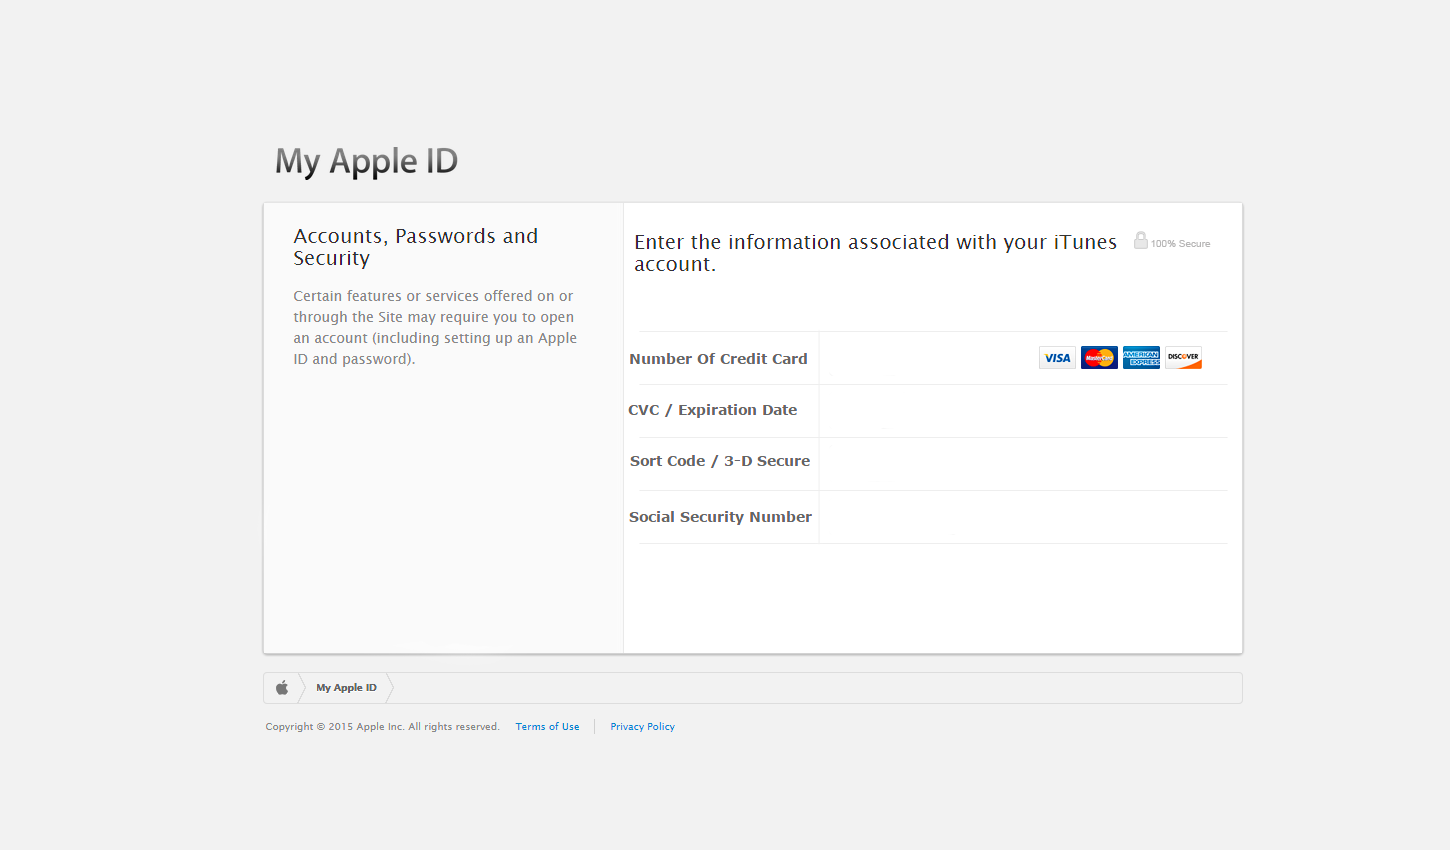 My Apple ID
Accounts, Passwords and
Security
Certain features or services offered on or
through the Site may require you to open
an account (including setting up an Apple
ID and password).
Enter the information associated with your iTunes
account.
100% Secure
Number Of Credit Card
VISA MasterCard AMERICAN EXPRESS DISCOVER
CVC / Expiration Date
Sort Code / 3-D Secure
Social Security Number
My Apple ID
Copyright © 2015 Apple Inc. All rights reserved. Terms of Use Privacy Policy